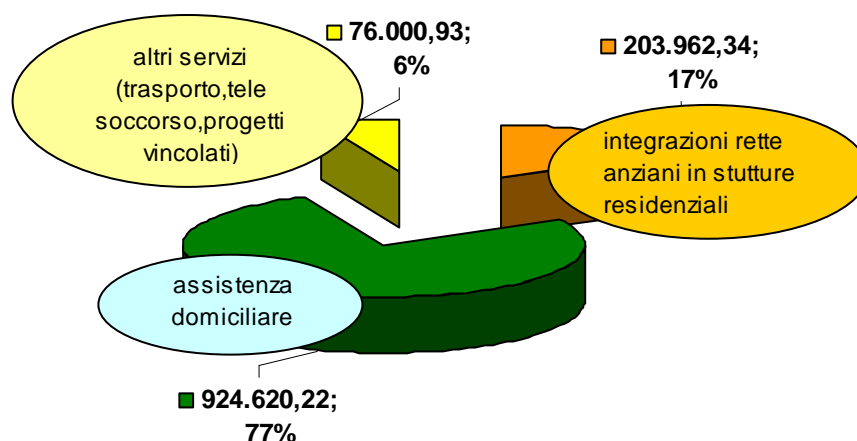 altri servizi
(trasporto,tele
soccorso,progetti
vincolati)
76.000,93;
6%
203.962,34;
17%
integrazioni rette
anziani in stutture
residenziali
assistenza
domiciliare
924.620,22;
77%